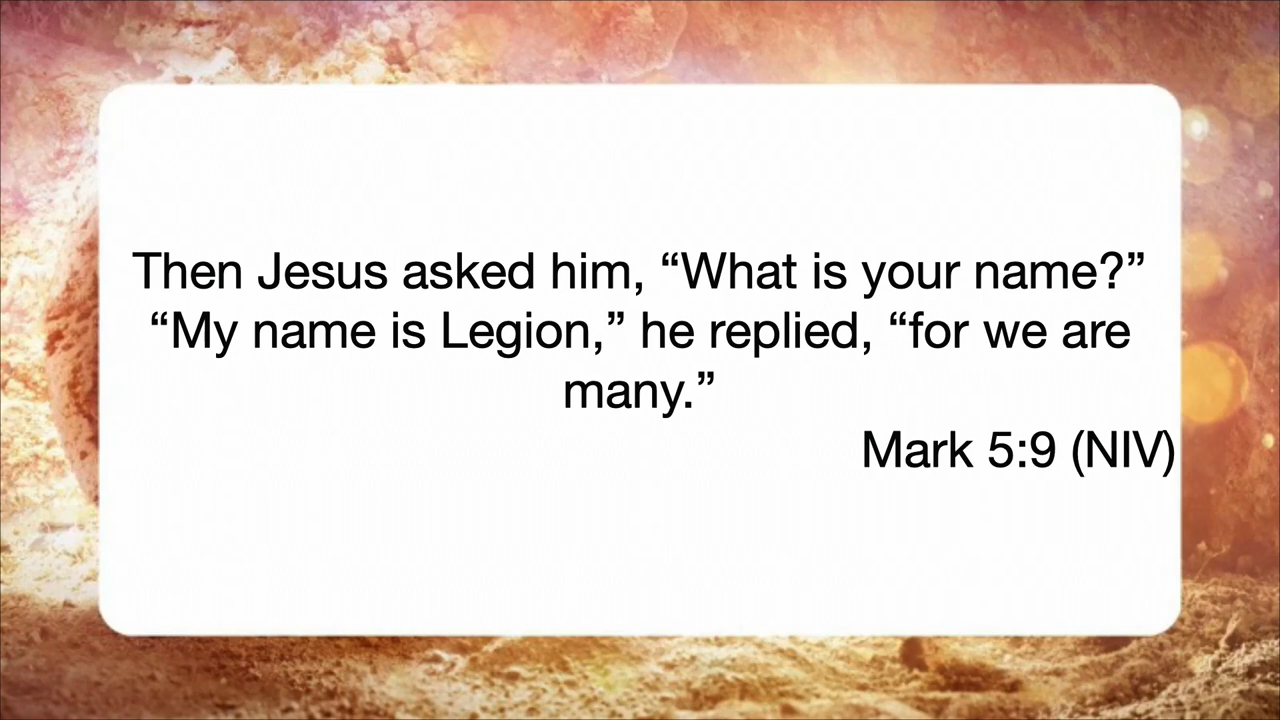 Then Jesus asked him, “What is your name?”
“My name is Legion,” he replied, “for we are
many.”
Mark 5:9 (NIV)